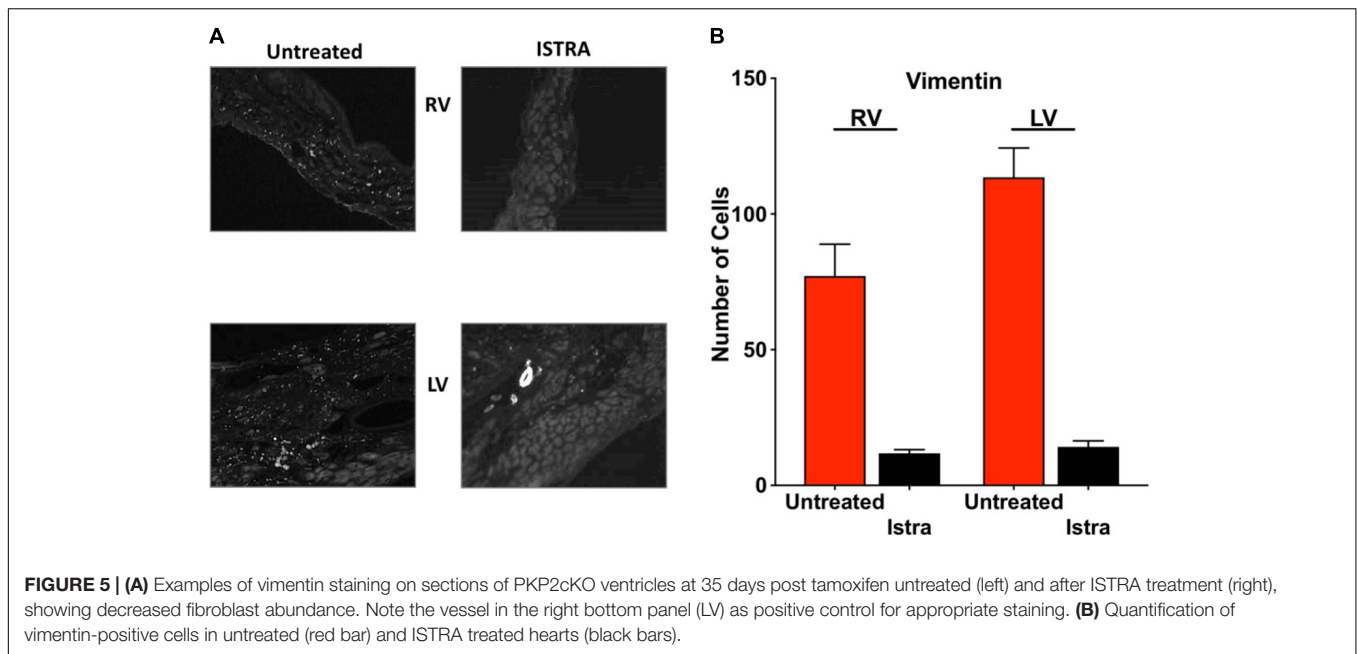 A
Untreated
ISTRA
RV
LV
B
Vimentin
RV
LV
Number of Cells
150
100
50
0
Untreated
Istra
Untreated
Istra
FIGURE 5 | (A) Examples of vimentin staining on sections of PKP2cKO ventricles at 35 days post tamoxifen untreated (left) and after ISTRA treatment (right),
showing decreased fibroblast abundance. Note the vessel in the right bottom panel (LV) as positive control for appropriate staining. (B) Quantification of
vimentin-positive cells in untreated (red bar) and ISTRA treated hearts (black bars).